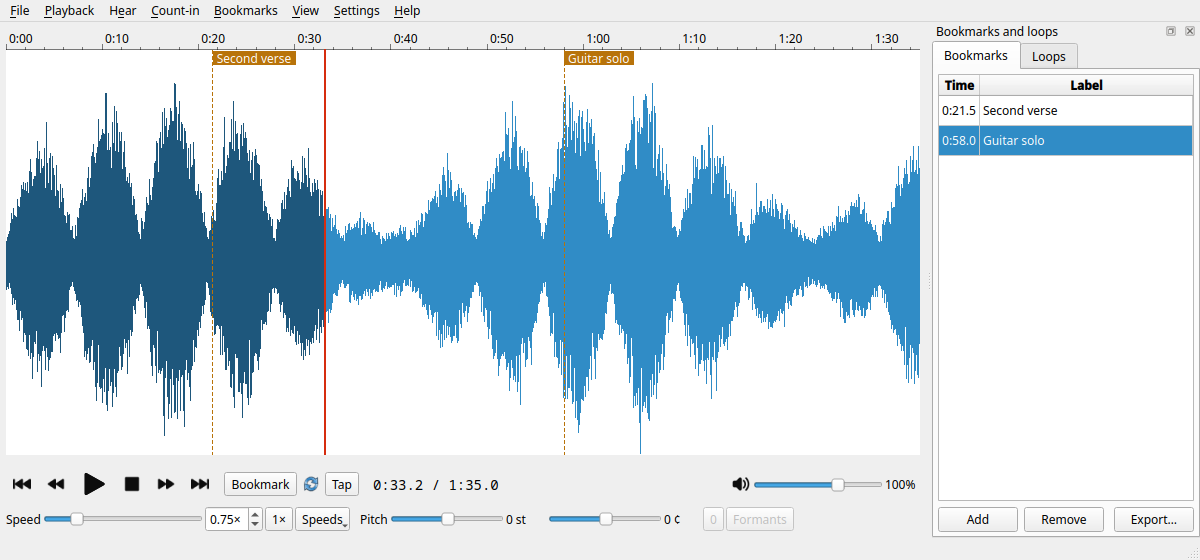 File Playback Hear Count-in Bookmarks View Settings Help
0:00 0:10 0:20 0:30 0:40 0:50 1:00 1:10 1:20 1:30
Second verse Guitar solo
Bookmarks and loops
Bookmarks Loops
Time Label
0:21.5 Second verse
0:58.0 Guitar solo
Bookmark Tap 0:33.2 / 1:35.0 100%
Speed 0.75× 1× Speeds Pitch 0 st 0 ¢ 0 Formants
Add Remove Export...